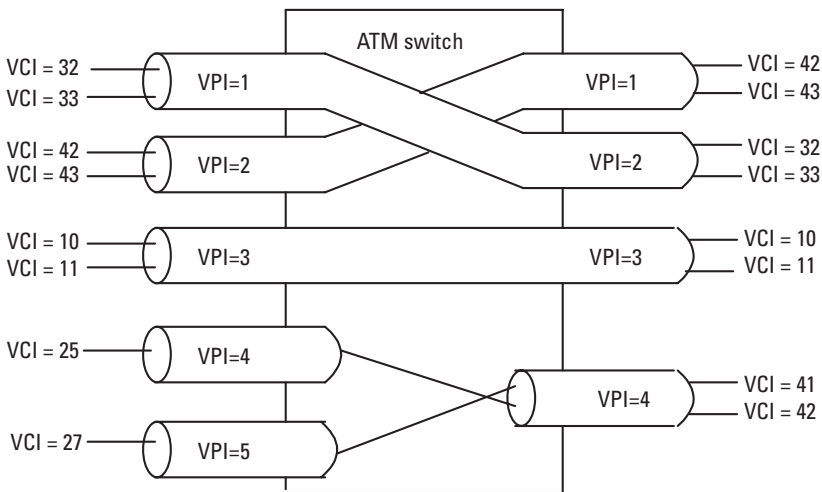 ATM switch
VCI = 32
VCI = 33
VPI=1
VPI=1
VCI = 42
VCI = 43
VCI = 42
VCI = 43
VPI=2
VPI=2
VCI = 32
VCI = 33
VCI = 10
VCI = 11
VPI=3
VPI=3
VCI = 10
VCI = 11
VCI = 25
VPI=4
VPI=4
VCI = 41
VCI = 42
VCI = 27
VPI=5